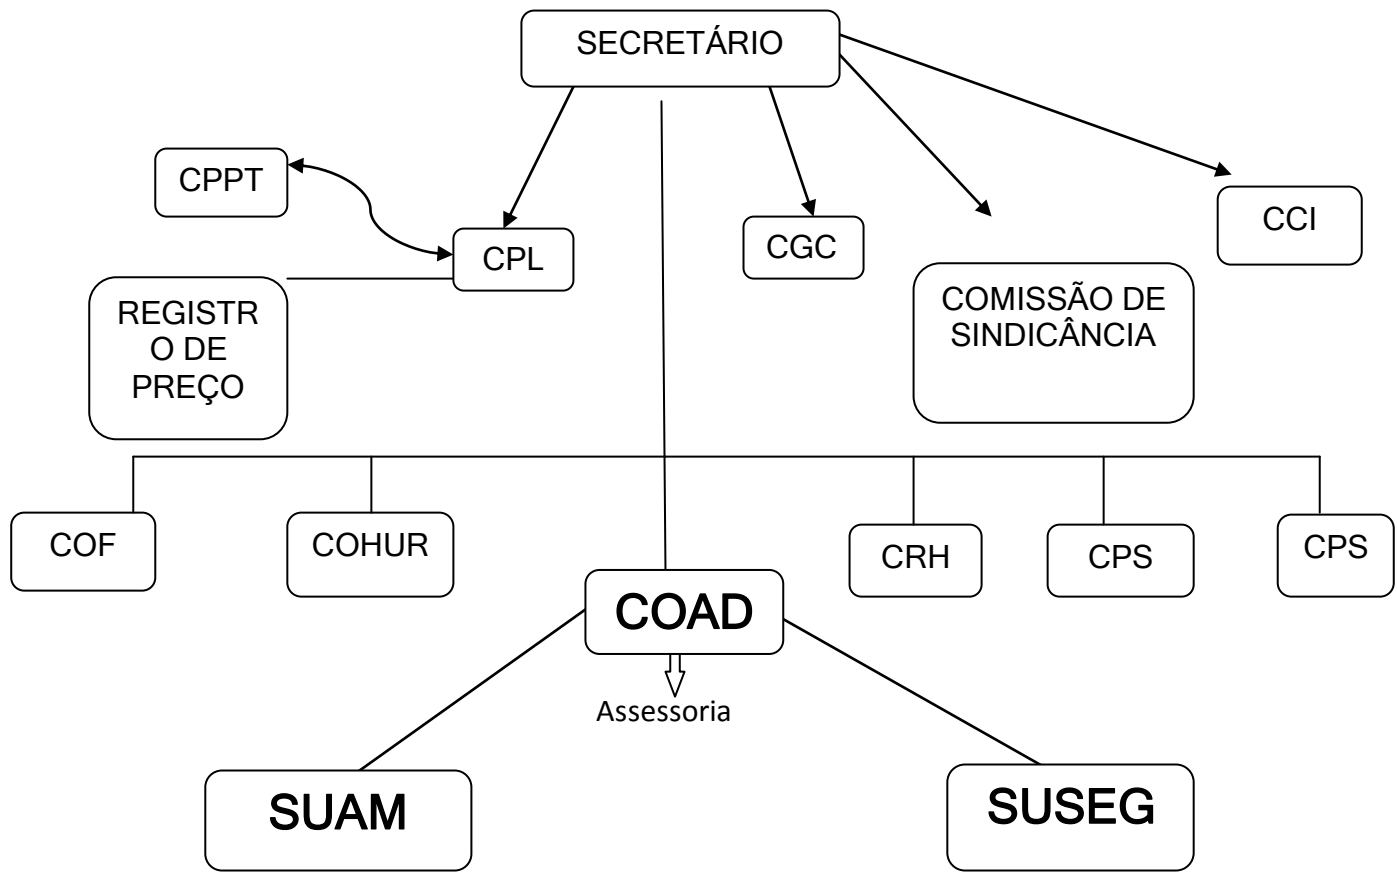 SECRETÁRIO
CPPT
CPL
CGC
CCI
REGISTR
O DE
PREÇO
COMISSÃO DE
SINDICÂNCIA
COF
COHUR
CRH
CPS
CPS
COAD
Assessoria
SUAM
SUSEG